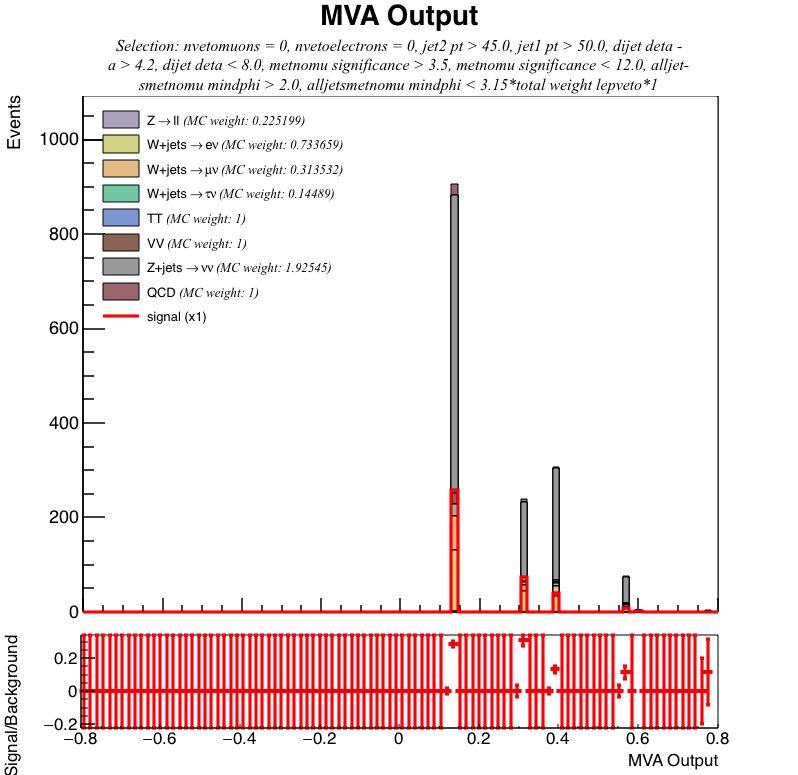 MVA Output
Selection: nvetomuons = 0, nvetoelectrons = 0, jet2 pt > 45.0, jet1 pt > 50.0, dijet deta -
a > 4.2, dijet deta < 8.0, metnomu significance > 3.5, metnomu significance < 12.0, alljet-
smetnomu mindphi > 2.0, alljetsmetnomu mindphi < 3.15*total weight lepveto*1
Events
1000
800
600
400
200
0
Z→ll (MC weight: 0.225199)
W+jets→eν (MC weight: 0.733659)
W+jets→μν (MC weight: 0.313532)
W+jets→τν (MC weight: 0.14489)
TT (MC weight: 1)
VV (MC weight: 1)
Z+jets→νν (MC weight: 1.92545)
QCD (MC weight: 1)
signal (x1)
Signal/Background
0.2
0
−0.2
−0.8 −0.6 −0.4 −0.2 0 0.2 0.4 0.6 0.8
MVA Output